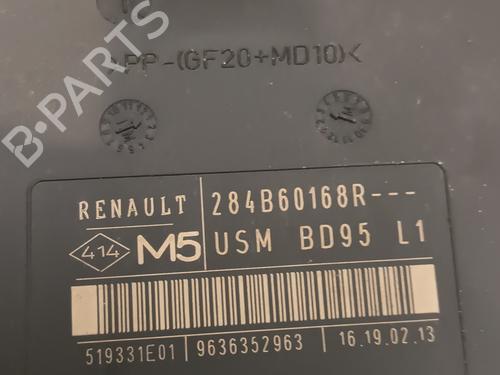 >PP-(GF20+MD10)<
B-PARTS
RENAULT 284B60168R---
414 M5 USM BD95 L1
519331E01 9636352963 16.19.02.13